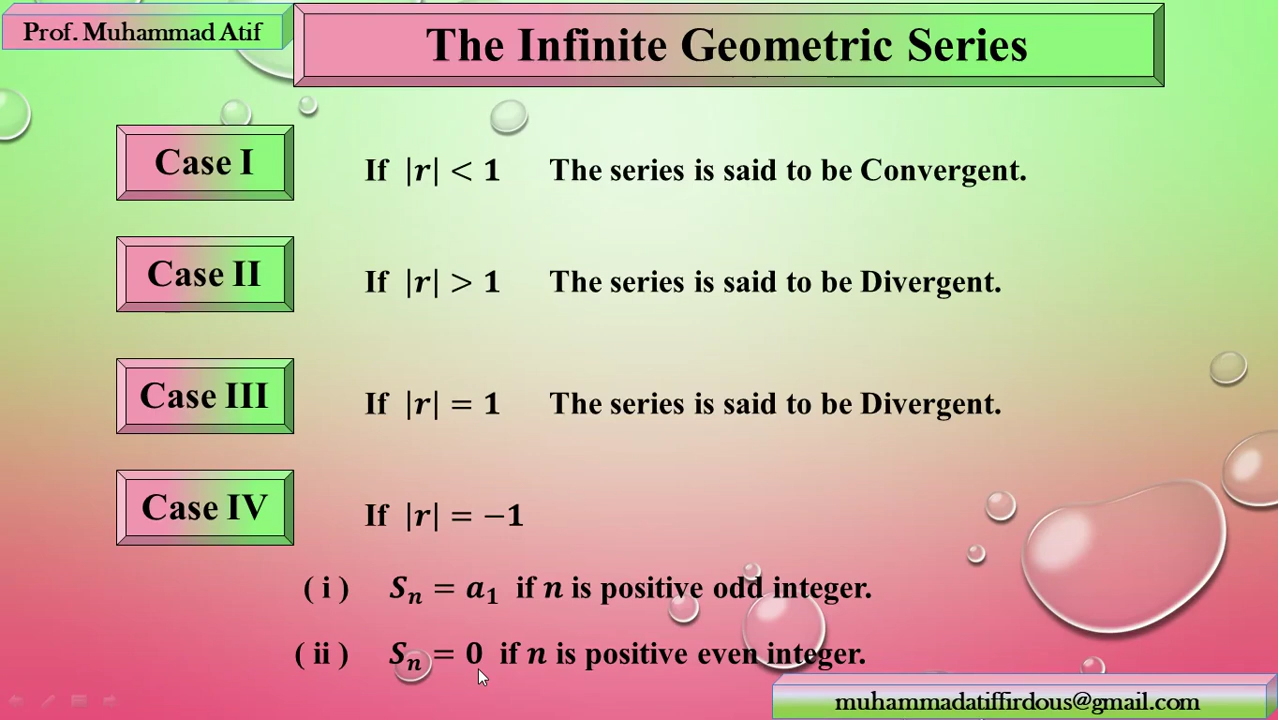 Prof. Muhammad Atif
The Infinite Geometric Series
Case I
If |r| < 1 The series is said to be Convergent.
Case II
If |r| > 1 The series is said to be Divergent.
Case III
If |r| = 1 The series is said to be Divergent.
Case IV
If |r| = −1
( i ) Sₙ = a₁ if n is positive odd integer.
( ii ) Sₙ = 0 if n is positive even integer.
muhammadatiffirdous@gmail.com